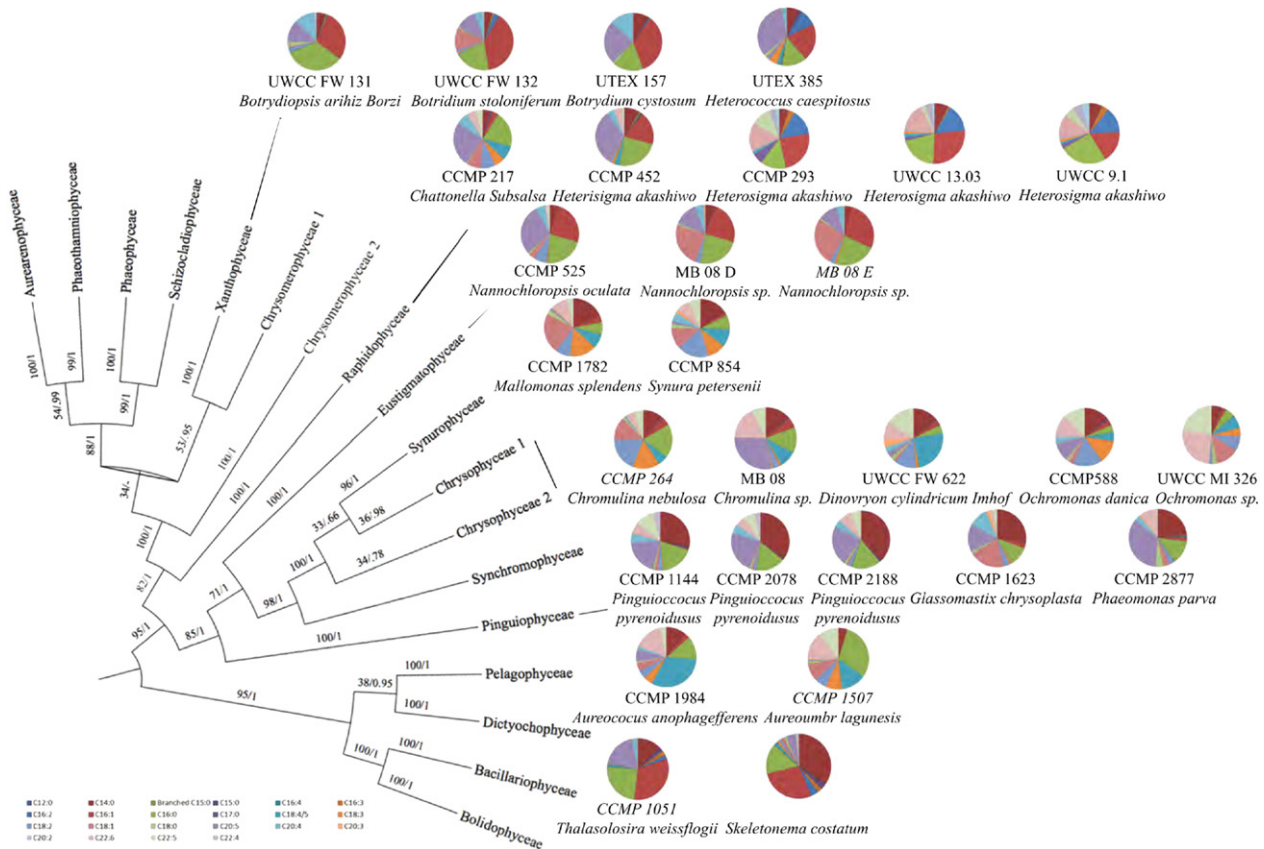 UWCC FW 131
Botrydiopsis arihiz Borzi
UWCC FW 132
Botridium stoloniferum
UTEX 157
Botrydium cystosum
UTEX 385
Heterococcus caespitosus
CCMP 217
Chattonella Subsalsa
CCMP 452
Heterisigma akashiwo
CCMP 293
Heterosigma akashiwo
UWCC 13.03
Heterosigma akashiwo
UWCC 9.1
Heterosigma akashiwo
CCMP 525
Nannochloropsis oculata
MB 08 D
Nannochloropsis sp.
MB 08 E
Nannochloropsis sp.
CCMP 1782
Mallomonas splendens
CCMP 854
Synura petersenii
CCMP 264
Chromulina nebulosa
MB 08
Chromulina sp.
UWCC FW 622
Dinovryon cylindricum Imhof
CCMP588
Ochromonas danica
UWCC MI 326
Ochromonas sp.
CCMP 1144
Pinguioccocus
pyrenoidusus
CCMP 2078
Pinguioccocus
pyrenoidusus
CCMP 2188
Pinguioccocus
pyrenoidusus
CCMP 1623
Glassomastix chrysoplasta
CCMP 2877
Phaeomonas parva
CCMP 1984
Aureococus anophagefferens
CCMP 1507
Aureoumbr lagunesis
CCMP 1051
Thalasolosira weissflogii
Skeletonema costatum
Aurearenophyceae
Phaeothamniophyceae
Phaeophyceae
Schizocladiophyceae
Xanthophyceae
Chrysomerophyceae 1
Chrysomerophyceae 2
Raphidophyceae
Eustigmatophyceae
Synurophyceae
Chrysophyceae 1
Chrysophyceae 2
Synchromophyceae
Pinguiophyceae
Pelagophyceae
Dictyochophyceae
Bacillariophyceae
Bolidophyceae
100/1
99/1
100/1
54/.99
99/1
100/1
88/1
53/.95
34/-
100/1
100/1
100/1
82/1
100/1
96/1
33/.66
36/.98
100/1
34/.78
71/1
98/1
85/1
100/1
95/1
95/1
38/0.95
100/1
100/1
100/1
100/1
100/1
C12:0 C14:0 Branched C15:0 C15:0 C16:4 C16:3
C16:2 C16:1 C16:0 C17:0 C18:4/5 C18:3
C18:2 C18:1 C18:0 C20:5 C20:4 C20:3
C20:2 C22:6 C22:5 C22:4